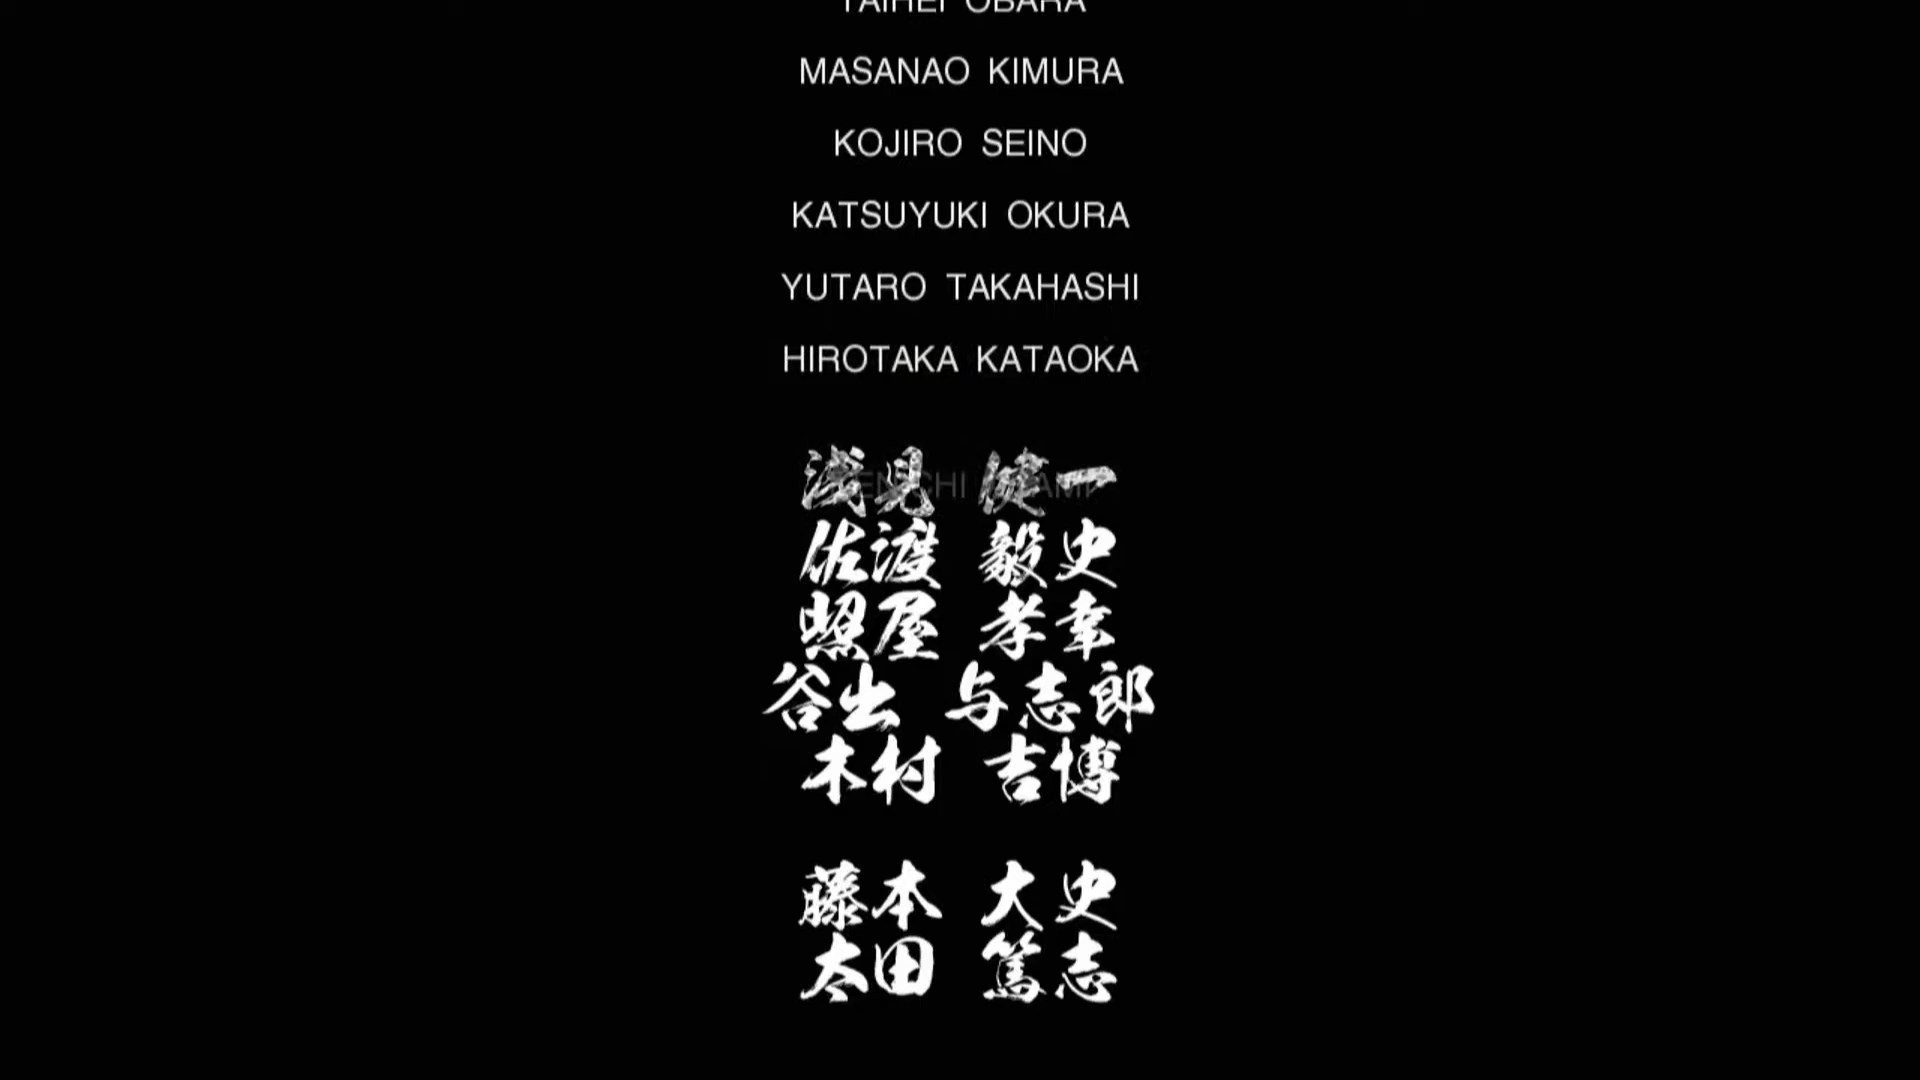 TAIHEI OBARA
MASANAO KIMURA
KOJIRO SEINO
KATSUYUKI OKURA
YUTARO TAKAHASHI
HIROTAKA KATAOKA
浅見 健一
佐渡 毅史
照屋 孝幸
谷出 与志郎
木村 吉博
藤本 大史
太田 篤志